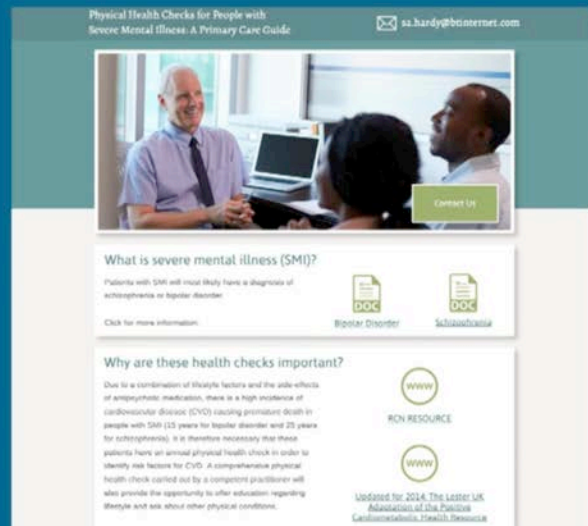 Physical Health Checks for People with
Severe Mental Illness: A Primary Care Guide
sa.hardy@btinternet.com
Contact Us
What is severe mental illness (SMI)?
Patients with SMI will most likely have a diagnosis of
schizophrenia or bipolar disorder.
Click for more information:
DOC
Bipolar Disorder
DOC
Schizophrenia
Why are these health checks important?
Due to a combination of lifestyle factors and the side-effects
of antipsychotic medication, there is a high incidence of
cardiovascular disease (CVD) causing premature death in
people with SMI (15 years for bipolar disorder and 25 years
for schizophrenia). It is therefore necessary that these
patients have an annual physical health check in order to
identify risk factors for CVD. A comprehensive physical
health check carried out by a competent practitioner will
also provide the opportunity to offer education regarding
lifestyle and ask about other physical conditions.
www
RCN RESOURCE
www
Updated for 2014: The Lester UK
Adaptation of the Positive
Cardiometabolic Health Resource